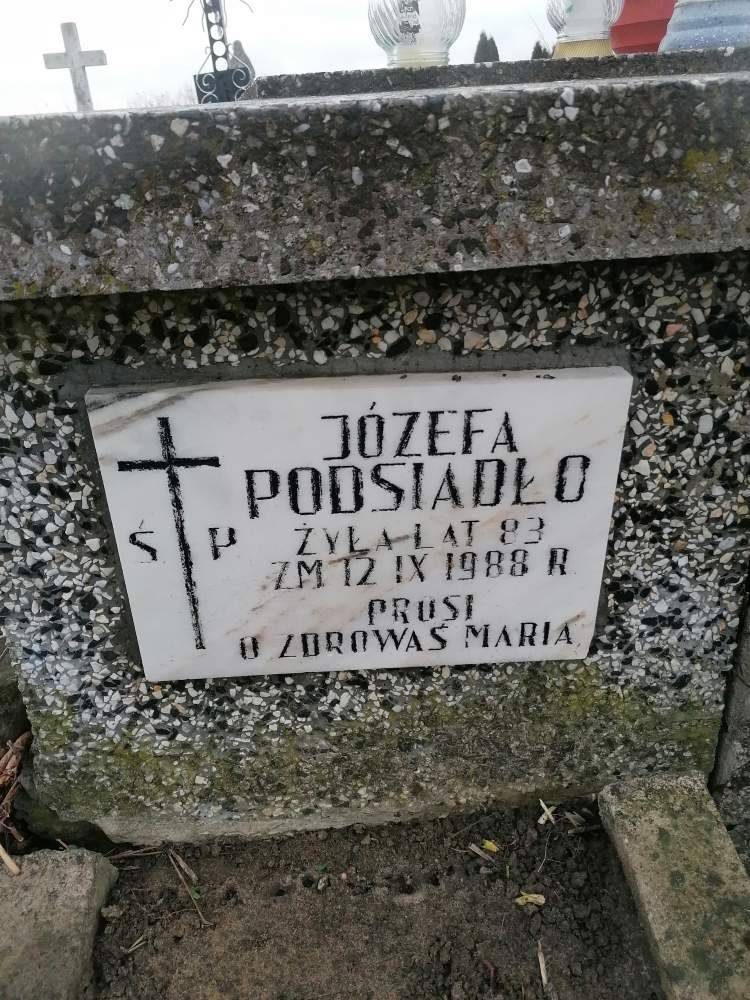 JÓZEFA
PODSIADŁO
Ś P
ŻYŁA LAT 83
ZM 12 IX 1988 R
PROSI
O ZDROWAŚ MARIA